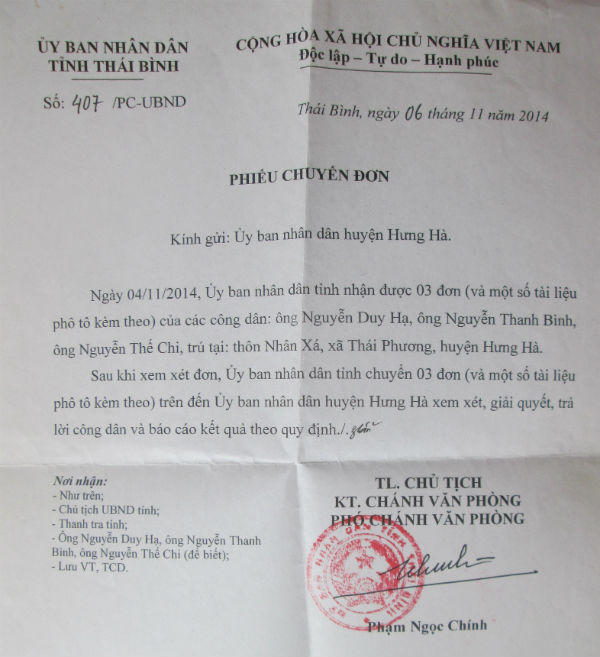 ỦY BAN NHÂN DÂN
TỈNH THÁI BÌNH
CỘNG HÒA XÃ HỘI CHỦ NGHĨA VIỆT NAM
Độc lập – Tự do – Hạnh phúc
Số: 407 /PC-UBND
Thái Bình, ngày 06 tháng 11 năm 2014
PHIẾU CHUYỂN ĐƠN
Kính gửi: Ủy ban nhân dân huyện Hưng Hà.
Ngày 04/11/2014, Ủy ban nhân dân tỉnh nhận được 03 đơn (và một số tài liệu
phô tô kèm theo) của các công dân: ông Nguyễn Duy Hạ, ông Nguyễn Thanh Bình,
ông Nguyễn Thế Chi, trú tại: thôn Nhân Xá, xã Thái Phương, huyện Hưng Hà.
Sau khi xem xét đơn, Ủy ban nhân dân tỉnh chuyển 03 đơn (và một số tài liệu
phô tô kèm theo) trên đến Ủy ban nhân dân huyện Hưng Hà xem xét, giải quyết, trả
lời công dân và báo cáo kết quả theo quy định./.
Nơi nhận:
- Như trên;
- Chủ tịch UBND tỉnh;
- Thanh tra tỉnh;
- Ông Nguyễn Duy Hạ, ông Nguyễn Thanh
Bình, ông Nguyễn Thế Chi (để biết);
- Lưu VT, TCD.
TL. CHỦ TỊCH
KT. CHÁNH VĂN PHÒNG
PHÓ CHÁNH VĂN PHÒNG
Phạm Ngọc Chính